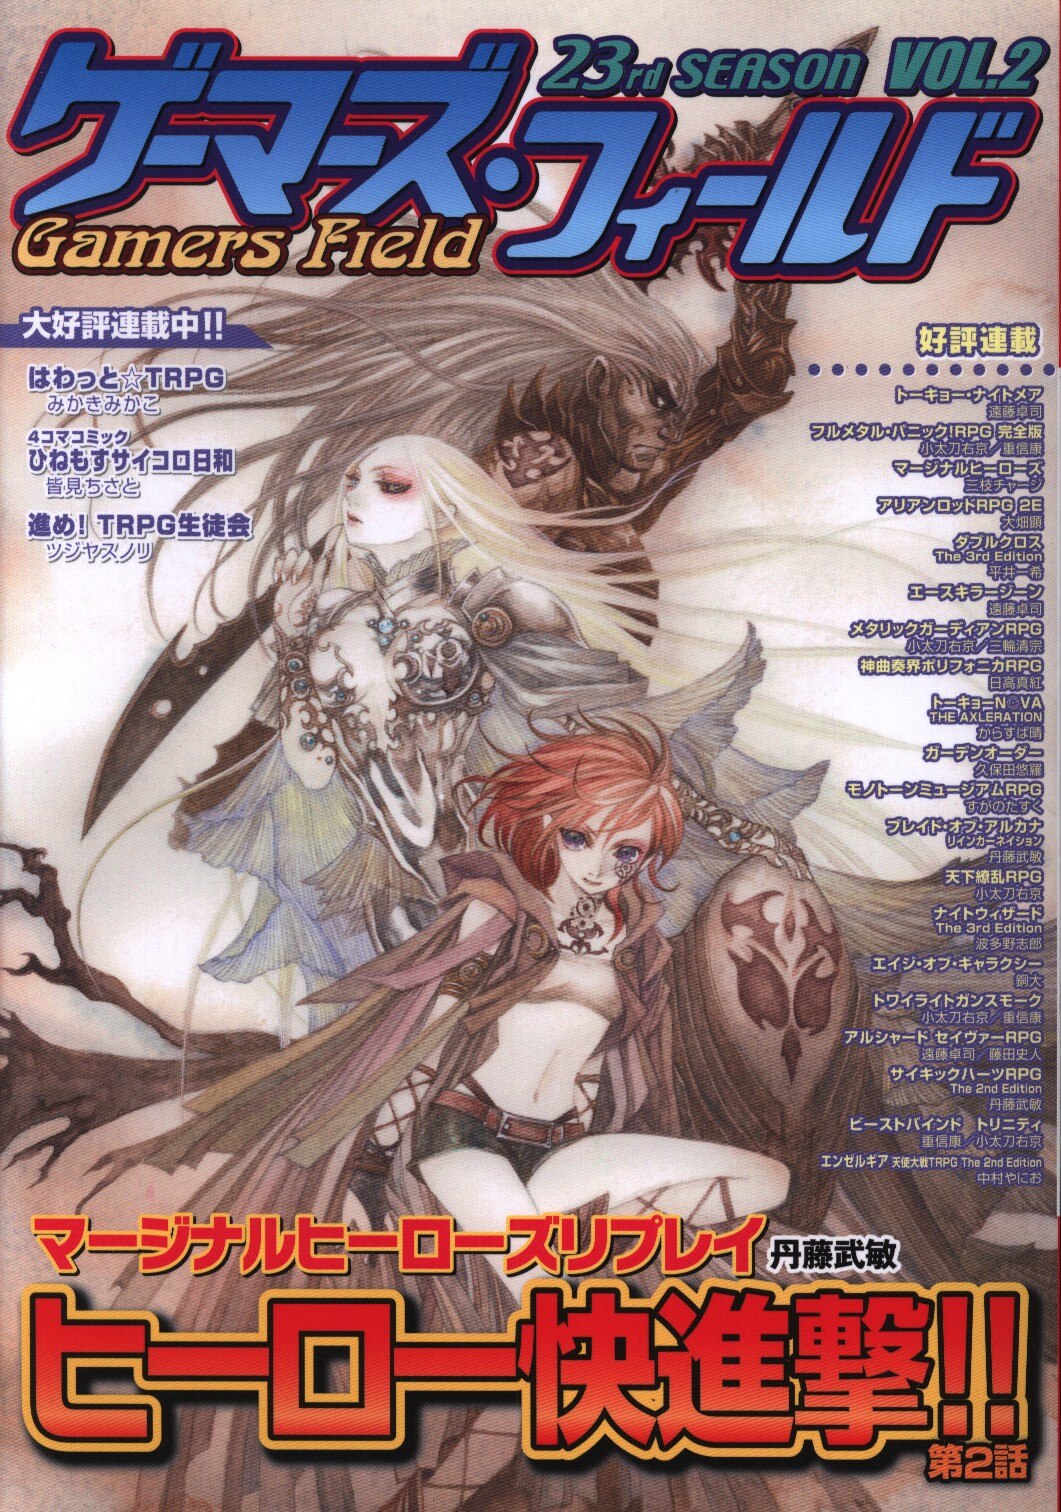 23rd SEASON VOL.2
ゲーマーズ・フィールド
Gamers Field
大好評連載中!!
はわっと☆TRPG
みかきみかこ
4コマコミック
ひねもすサイコロ日和
皆見ちさと
進め! TRPG生徒会
ツジヤスノリ
好評連載
トーキョー・ナイトメア
遠藤卓司
フルメタル・パニック!RPG 完全版
小太刀右京／重信康
マージナルヒーローズ
三枝チャージ
アリアンロッドRPG 2E
大畑顕
ダブルクロス
The 3rd Edition
平井一希
エースキラージーン
遠藤卓司
メタリックガーディアンRPG
小太刀右京／三輪清宗
神曲奏界ポリフォニカRPG
日高真紅
トーキョーN◎VA
THE AXLERATION
からすば晴
ガーデンオーダー
久保田悠羅
モノトーンミュージアムRPG
すがのたすく
ブレイド・オブ・アルカナ
リインカーネイション
丹藤武敏
天下繚乱RPG
小太刀右京
ナイトウィザード
The 3rd Edition
波多野志郎
エイジ・オブ・ギャラクシー
銅大
トワイライトガンスモーク
小太刀右京／重信康
アルシャード セイヴァーRPG
遠藤卓司／藤田史人
サイキックハーツRPG
The 2nd Edition
丹藤武敏
ビーストバインド トリニティ
重信康／小太刀右京
エンゼルギア 天使大戦TRPG The 2nd Edition
中村やにお
マージナルヒーローズリプレイ 丹藤武敏
ヒーロー快進撃!!
第2話